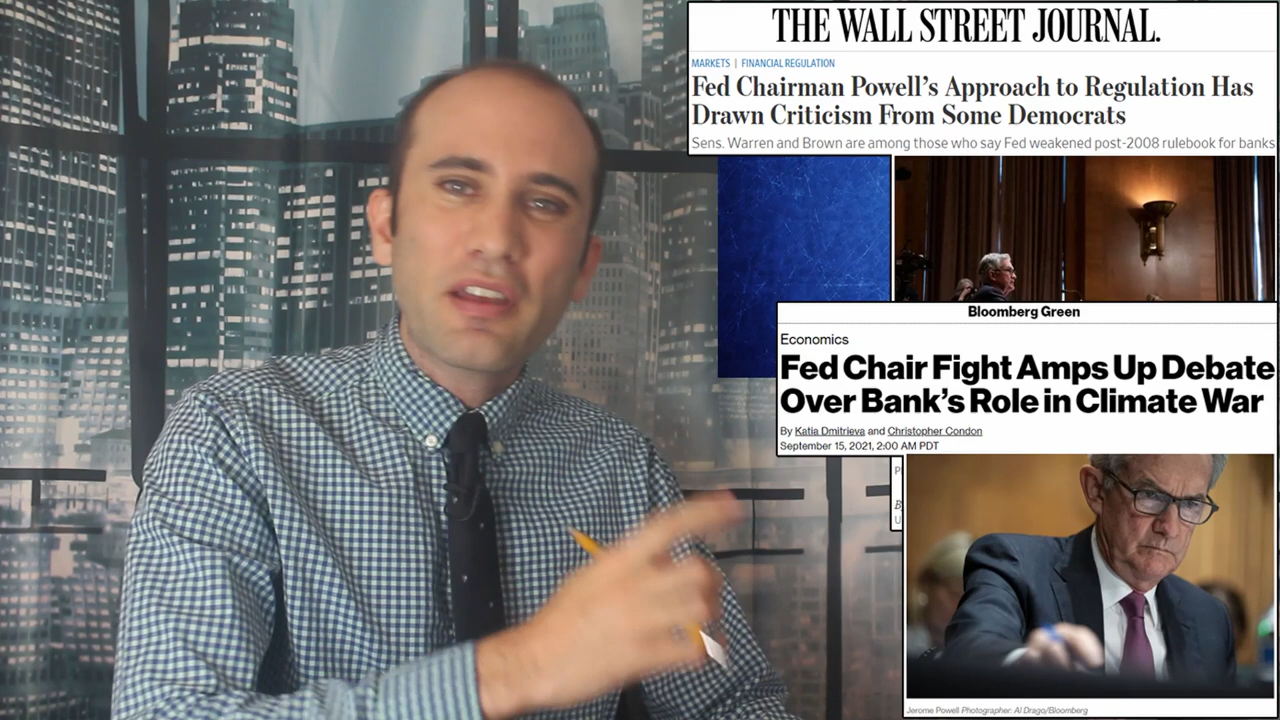 THE WALL STREET JOURNAL.
MARKETS | FINANCIAL REGULATION
Fed Chairman Powell's Approach to Regulation Has
Drawn Criticism From Some Democrats
Sens. Warren and Brown are among those who say Fed weakened post-2008 rulebook for banks
Bloomberg Green
Economics
Fed Chair Fight Amps Up Debate
Over Bank's Role in Climate War
By Katia Dmitrieva and Christopher Condon
September 15, 2021, 2:00 AM PDT
P
B
U
Jerome Powell Photographer: Al Drago/Bloomberg